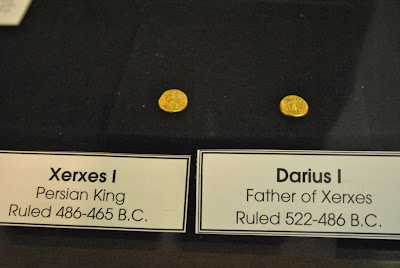 Xerxes I
Persian King
Ruled 486-465 B.C.
Darius I
Father of Xerxes
Ruled 522-486 B.C.